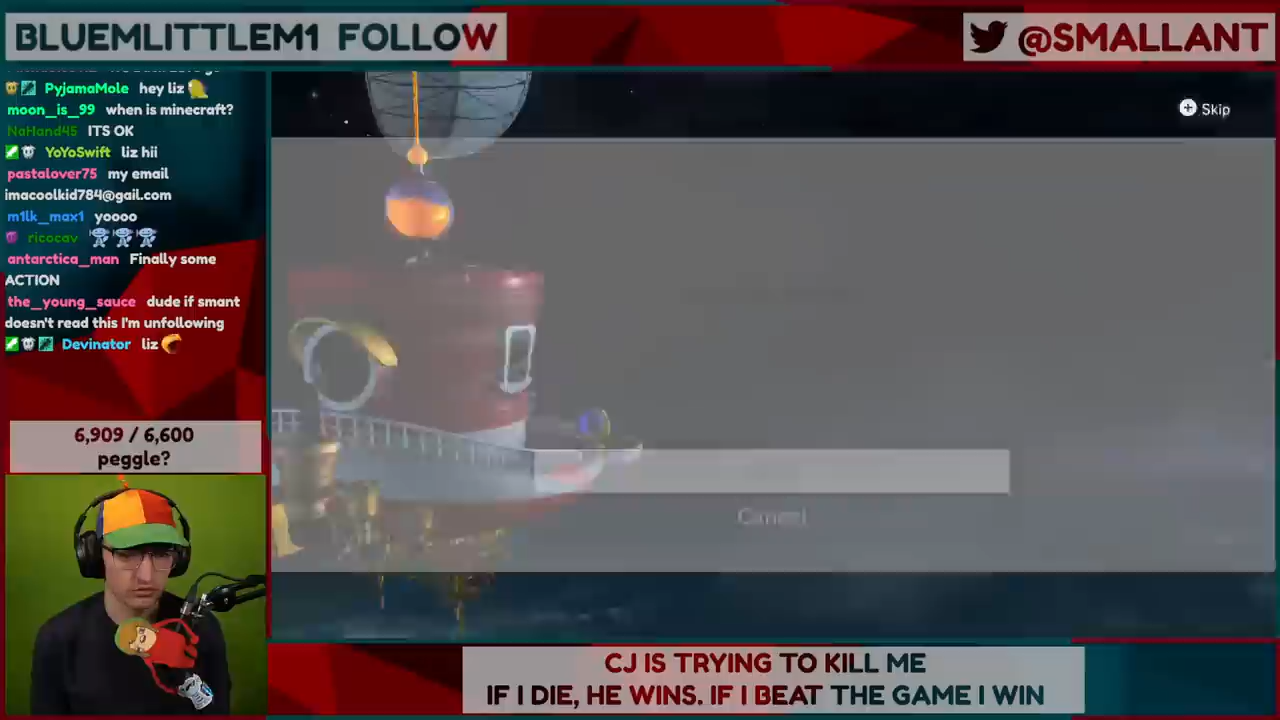 BLUEMLITTLEM1 FOLLOW
@SMALLANT
PyjamaMole hey liz
moon_is_99 when is minecraft?
NaHand45 ITS OK
YoYoSwift liz hii
pastalover75 my email
imacoolkid784@gail.com
m1lk_max1 yoooo
ricocav
antarctica_man Finally some
ACTION
the_young_sauce dude if smant
doesn't read this I'm unfollowing
Devinator liz
6,909 / 6,600
peggle?
Skip
Cancel
CJ IS TRYING TO KILL ME
IF I DIE, HE WINS. IF I BEAT THE GAME I WIN